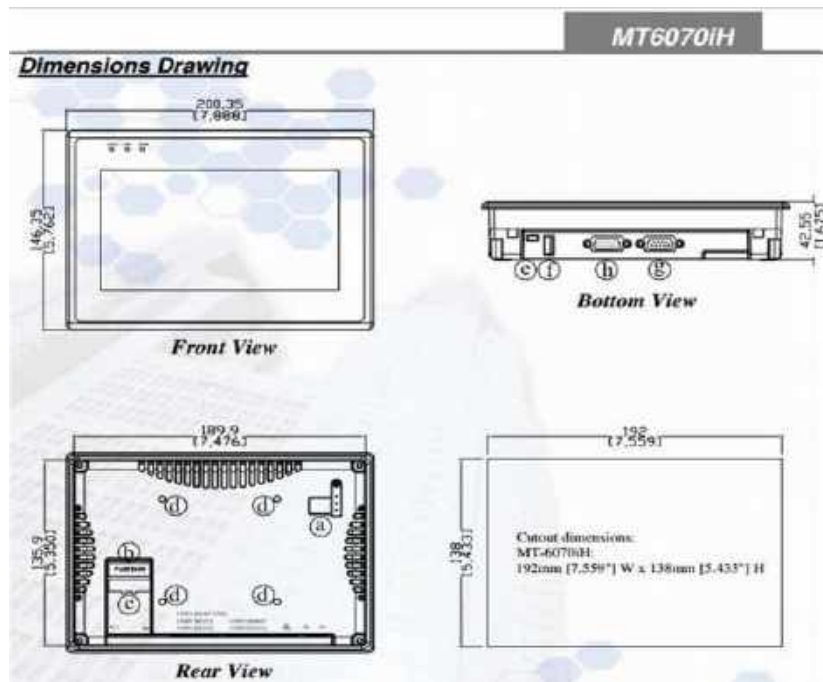 MT6070iH
Dimensions Drawing
200.35
[7.888]
146.35
[5.762]
Front View
42.55
[1.675]
e
f
h
g
Bottom View
189.9
[7.476]
135.9
[5.350]
d
d
a
b
c
d
d
Rear View
192
[7.559]
138
[5.433]
Cutout dimensions:
MT-6070iH:
192mm [7.559"] W x 138mm [5.433"] H